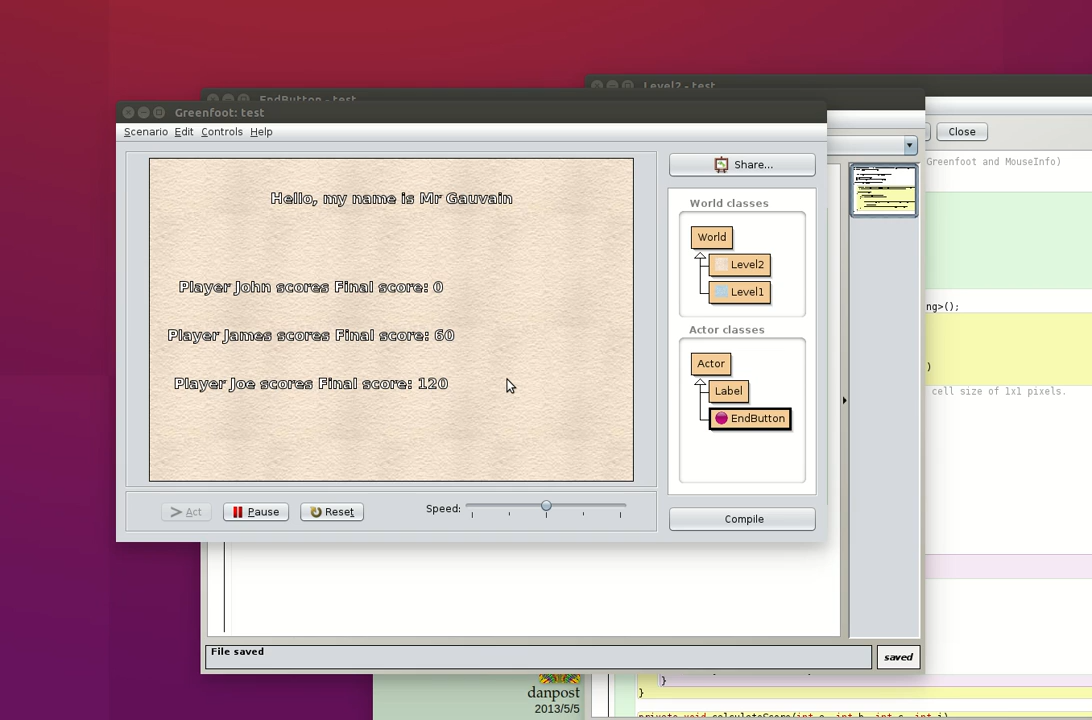 Level2 - test
EndButton - test
Greenfoot: test
Scenario Edit Controls Help
Close
Share...
Greenfoot and MouseInfo)
Hello, my name is Mr Gauvain
World classes
World
Level2
Level1
Player John scores Final score: 0
ng>();
Player James scores Final score: 60
Actor classes
Actor
)
Player Joe scores Final score: 120
Label
cell size of 1x1 pixels.
EndButton
Act Pause Reset Speed:
Compile
File saved
saved
}
danpost
}
2013/5/5
private void calculateScore(int a, int b, int c, int i)